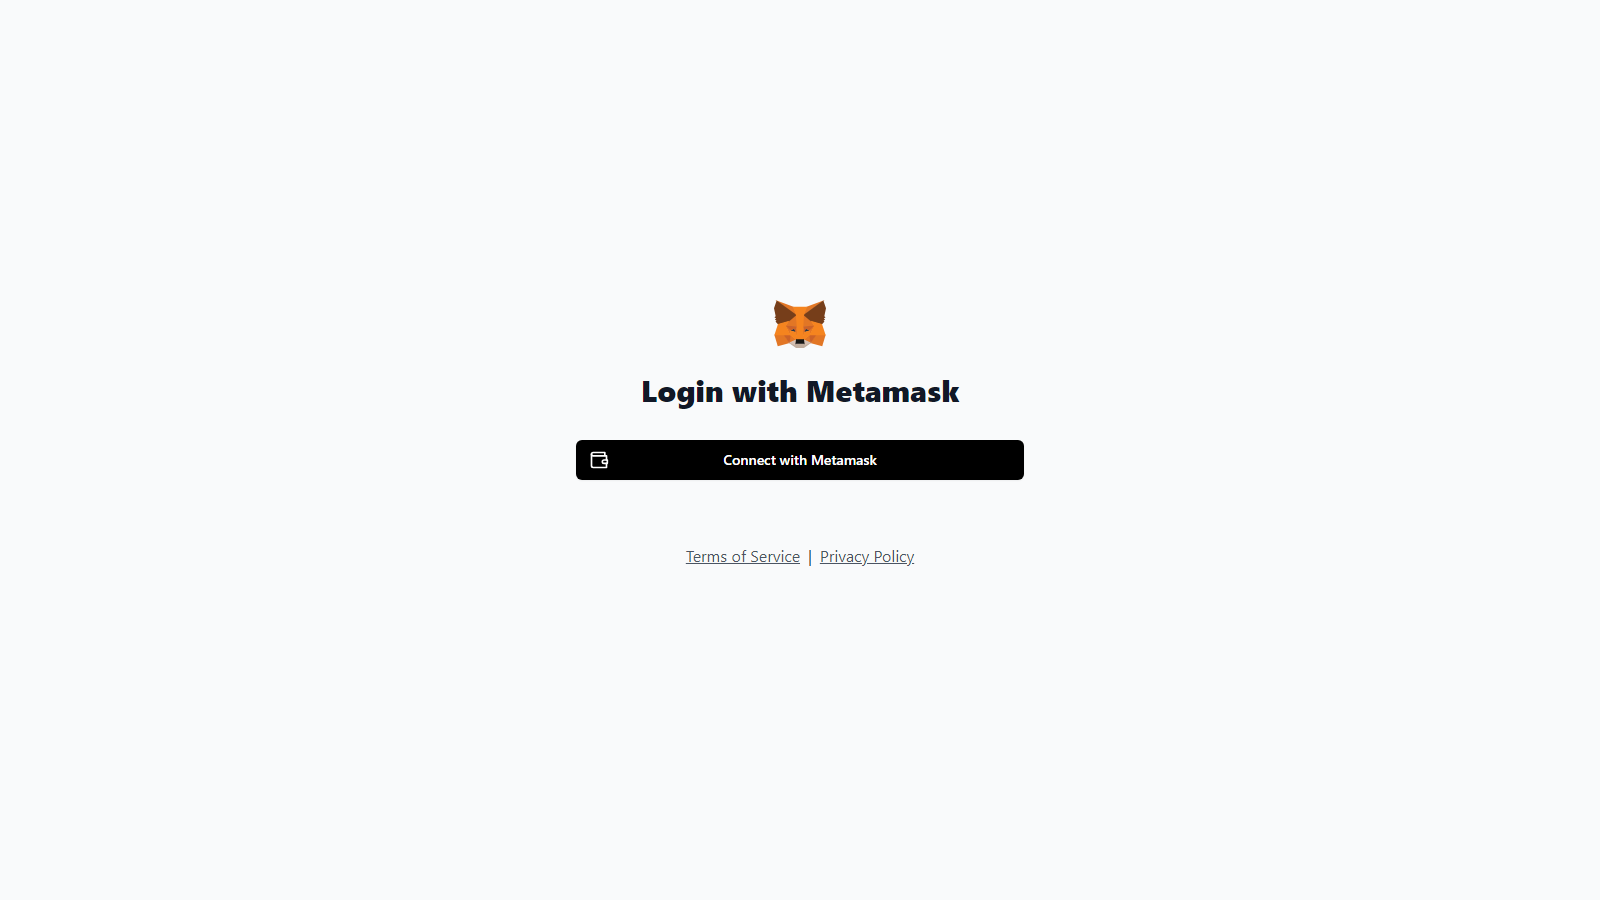 Login with Metamask
Connect with Metamask
Terms of Service | Privacy Policy